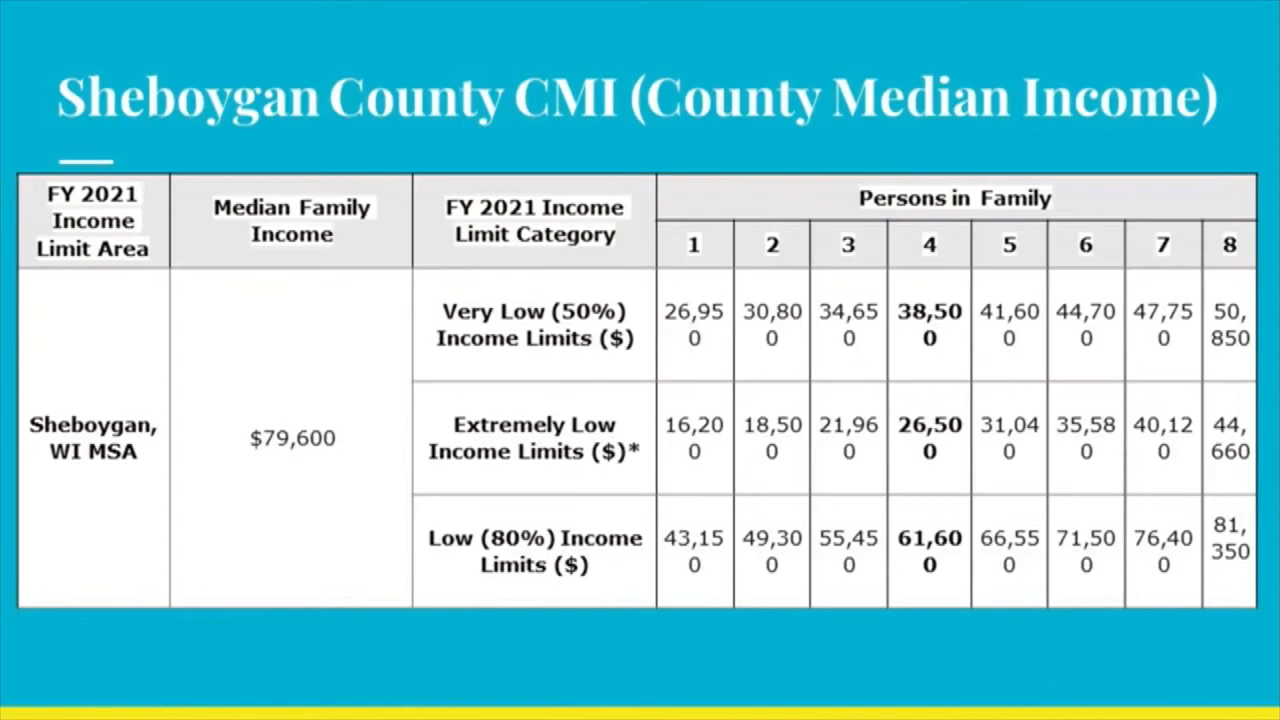 Sheboygan County CMI (County Median Income)
FY 2021
Income
Limit Area
Median Family
Income
FY 2021 Income
Limit Category
Persons in Family
1 2 3 4 5 6 7 8
Sheboygan,
WI MSA
$79,600
Very Low (50%)
Income Limits ($)
26,95 30,80 34,65 38,50 41,60 44,70 47,75 50,
0 0 0 0 0 0 0 850
Extremely Low
Income Limits ($)*
16,20 18,50 21,96 26,50 31,04 35,58 40,12 44,
0 0 0 0 0 0 0 660
Low (80%) Income
Limits ($)
43,15 49,30 55,45 61,60 66,55 71,50 76,40 81,
0 0 0 0 0 0 0 350